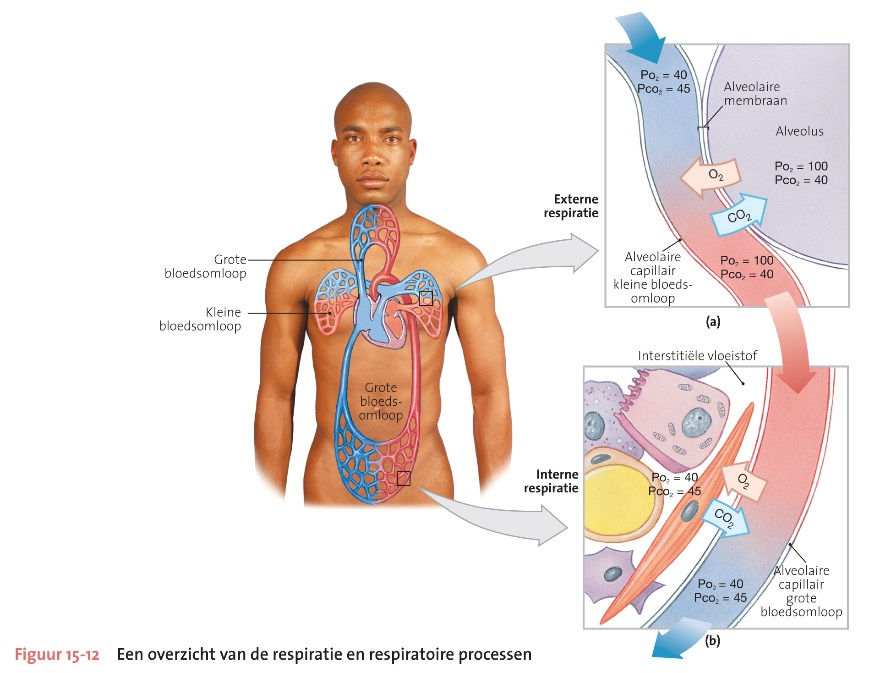 Po₂ = 40
Pco₂ = 45
Alveolaire
membraan
Alveolus
Po₂ = 100
Pco₂ = 40
O₂
CO₂
Externe
respiratie
Alveolaire
capillair
kleine bloeds-
omloop
Po₂ = 100
Pco₂ = 40
(a)
Grote
bloedsomloop
Kleine
bloedsomloop
Grote
bloeds-
omloop
Interstitiële vloeistof
Interne
respiratie
Po₂ = 40
Pco₂ = 45
O₂
CO₂
Po₂ = 40
Pco₂ = 45
Alveolaire
capillair
grote
bloedsomloop
(b)
Figuur 15-12 Een overzicht van de respiratie en respiratoire processen